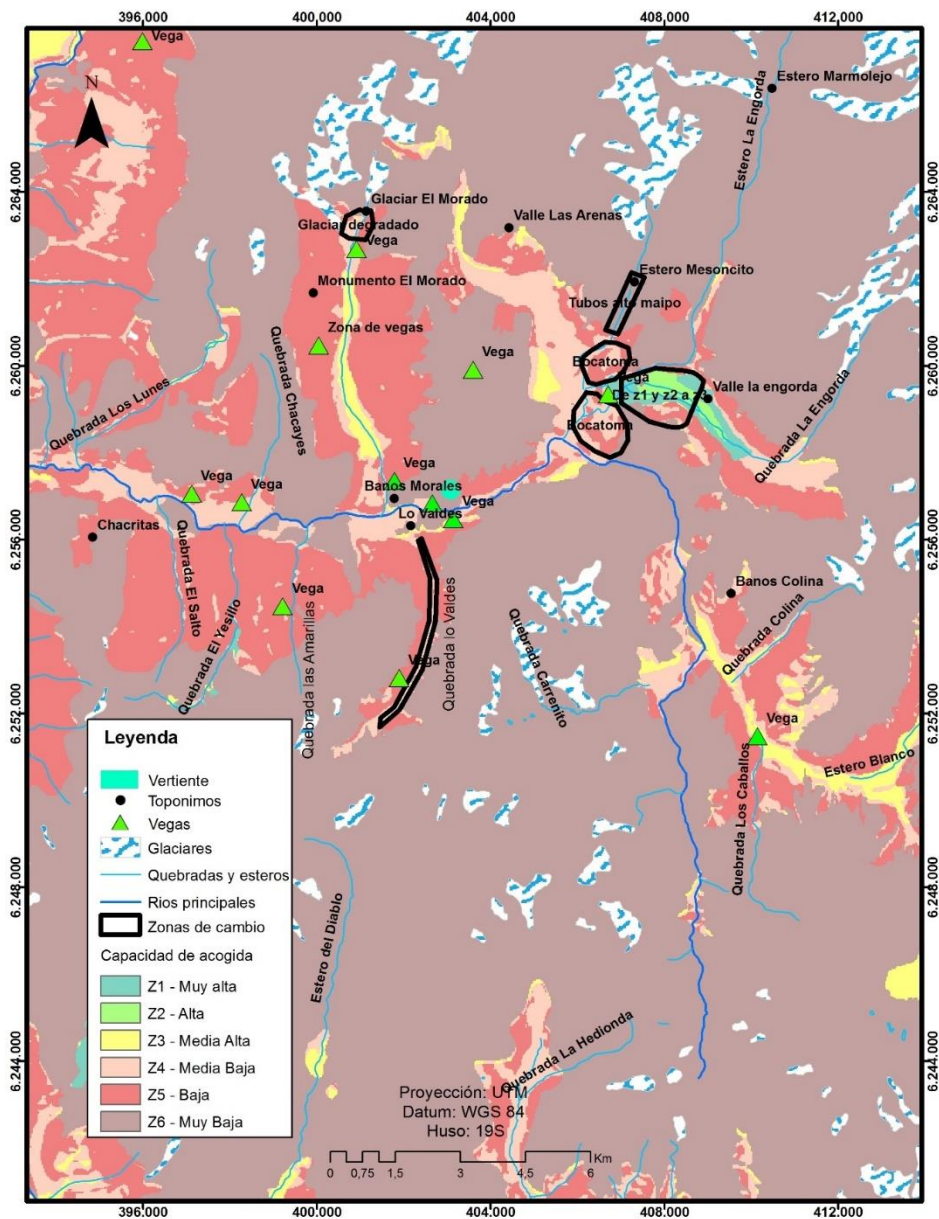 396.000 400.000 404.000 408.000 412.000
Vega
N
Estero Marmolejo
Estero La Engorda
6.264.000
6.264.000
Glaciar El Morado
Glaciar degradado
Valle Las Arenas
Vega
Estero Mesoncito
Monumento El Morado
Tubos alto maipo
Zona de vegas
6.260.000
6.260.000
Bocatoma
Vega
Vega
De z1 y z2 a z3
Valle la engorda
Quebrada Los Lunes
Quebrada Chacayes
Bocatoma
Quebrada La Engorda
Vega
Banos Morales
Vega
Vega
Vega
Lo Valdes
6.256.000
6.256.000
Chacritas
Quebrada El Salto
Quebrada El Yesillo
Quebrada las Amarillas
Quebrada lo Valdes
Vega
Banos Colina
Quebrada Colina
Quebrada Carrenito
Vega
6.252.000
6.252.000
Vega
Estero Blanco
Quebrada Los Caballos
Leyenda
Vertiente
Toponimos
Vegas
Glaciares
Quebradas y esteros
Rios principales
Zonas de cambio
Capacidad de acogida
Z1 - Muy alta
Z2 - Alta
Z3 - Media Alta
Z4 - Media Baja
Z5 - Baja
Z6 - Muy Baja
6.248.000
6.248.000
Estero del Diablo
6.244.000
6.244.000
Quebrada La Hedionda
Proyección: UTM
Datum: WGS 84
Huso: 19S
Km
0 0,75 1,5 3 4,5 6
396.000 400.000 404.000 408.000 412.000